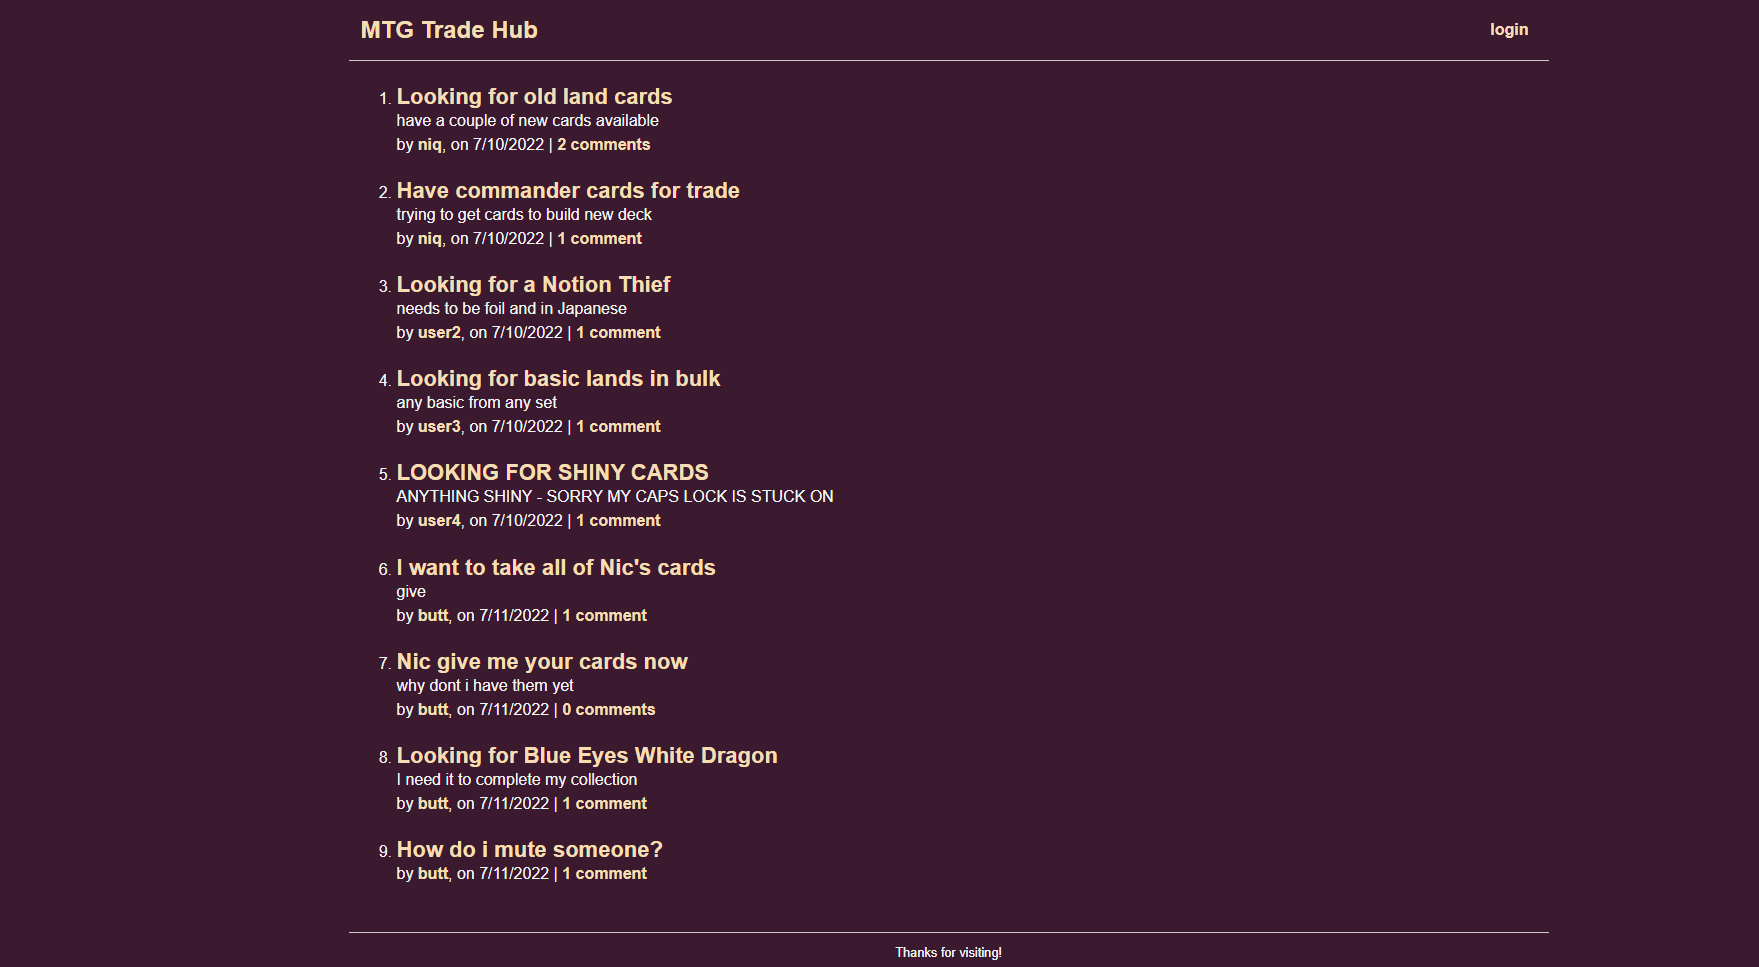 MTG Trade Hub
login
1. Looking for old land cards
have a couple of new cards available
by niq, on 7/10/2022 | 2 comments
2. Have commander cards for trade
trying to get cards to build new deck
by niq, on 7/10/2022 | 1 comment
3. Looking for a Notion Thief
needs to be foil and in Japanese
by user2, on 7/10/2022 | 1 comment
4. Looking for basic lands in bulk
any basic from any set
by user3, on 7/10/2022 | 1 comment
5. LOOKING FOR SHINY CARDS
ANYTHING SHINY - SORRY MY CAPS LOCK IS STUCK ON
by user4, on 7/10/2022 | 1 comment
6. I want to take all of Nic's cards
give
by butt, on 7/11/2022 | 1 comment
7. Nic give me your cards now
why dont i have them yet
by butt, on 7/11/2022 | 0 comments
8. Looking for Blue Eyes White Dragon
I need it to complete my collection
by butt, on 7/11/2022 | 1 comment
9. How do i mute someone?
by butt, on 7/11/2022 | 1 comment
Thanks for visiting!